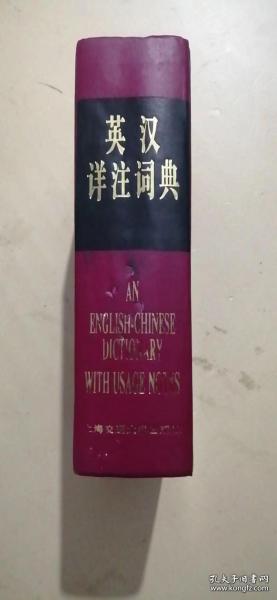 英汉
详注词典
AN
ENGLISH-CHINESE
DICTIONARY
WITH USAGE NOTES
上海交通大学出版社
孔夫子旧书网